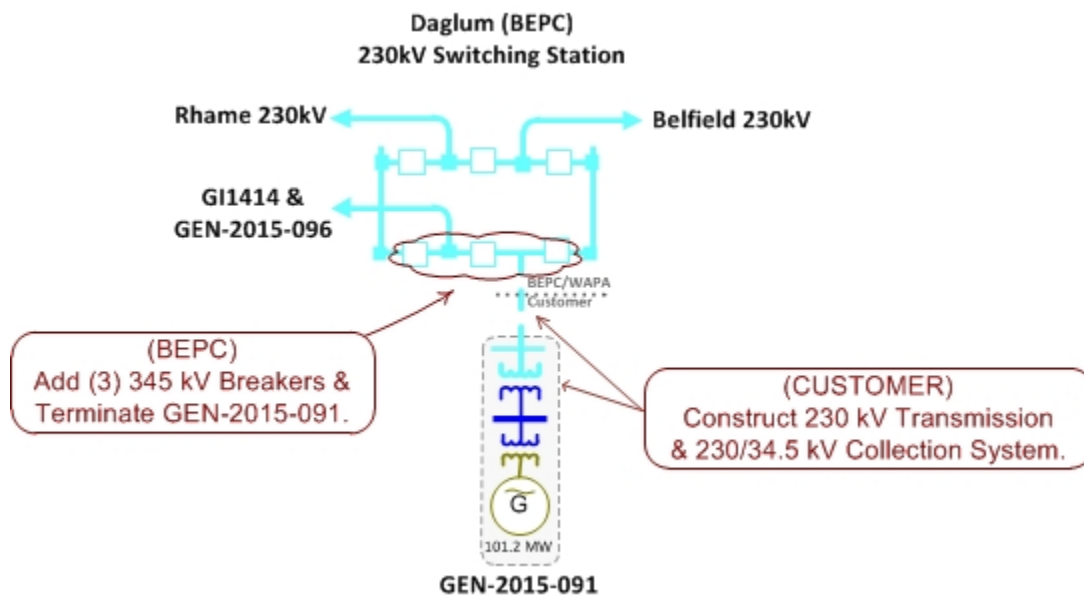 Daglum (BEPC)
230kV Switching Station
Rhame 230kV
Belfield 230kV
GI1414 &
GEN-2015-096
BEPC/WAPA
Customer
(BEPC)
Add (3) 345 kV Breakers &
Terminate GEN-2015-091.
(CUSTOMER)
Construct 230 kV Transmission
& 230/34.5 kV Collection System.
G
101.2 MW
GEN-2015-091